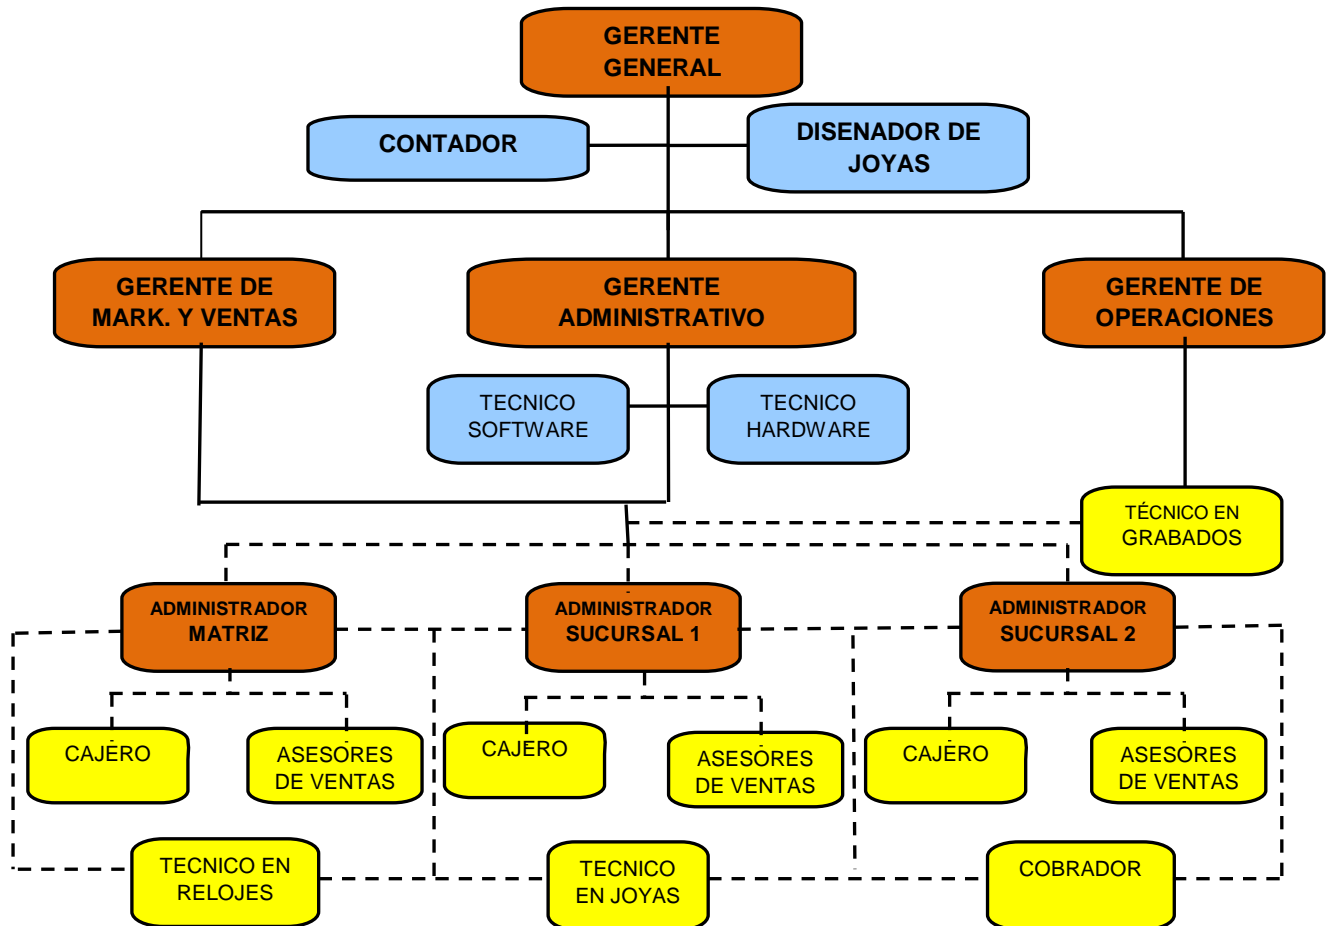 GERENTE
GENERAL
CONTADOR
DISENADOR DE
JOYAS
GERENTE DE
MARK. Y VENTAS
GERENTE
ADMINISTRATIVO
GERENTE DE
OPERACIONES
TECNICO
SOFTWARE
TECNICO
HARDWARE
TÉCNICO EN
GRABADOS
ADMINISTRADOR
MATRIZ
ADMINISTRADOR
SUCURSAL 1
ADMINISTRADOR
SUCURSAL 2
CAJERO
ASESORES
DE VENTAS
CAJERO
ASESORES
DE VENTAS
CAJERO
ASESORES
DE VENTAS
TECNICO EN
RELOJES
TECNICO
EN JOYAS
COBRADOR